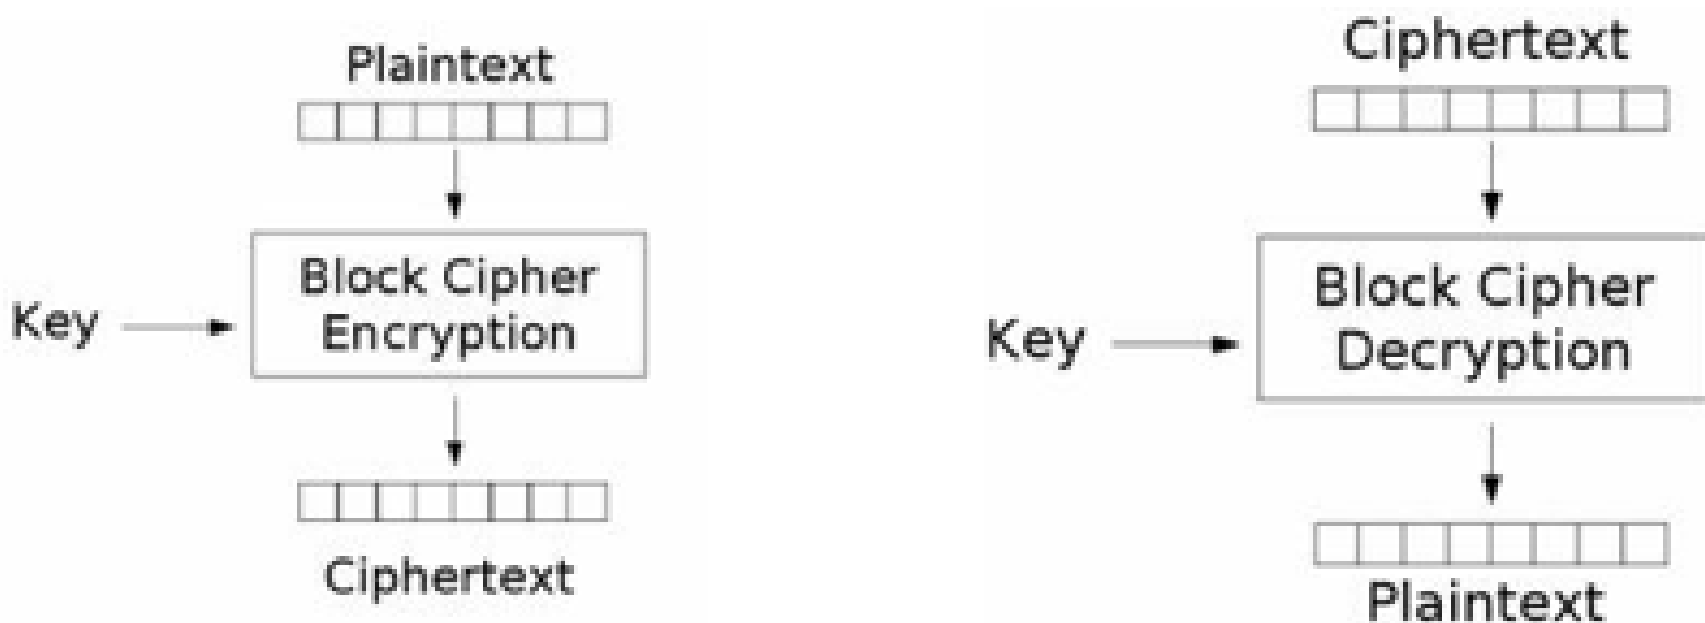 Plaintext
Key
Block Cipher
Encryption
Ciphertext
Ciphertext
Key
Block Cipher
Decryption
Plaintext